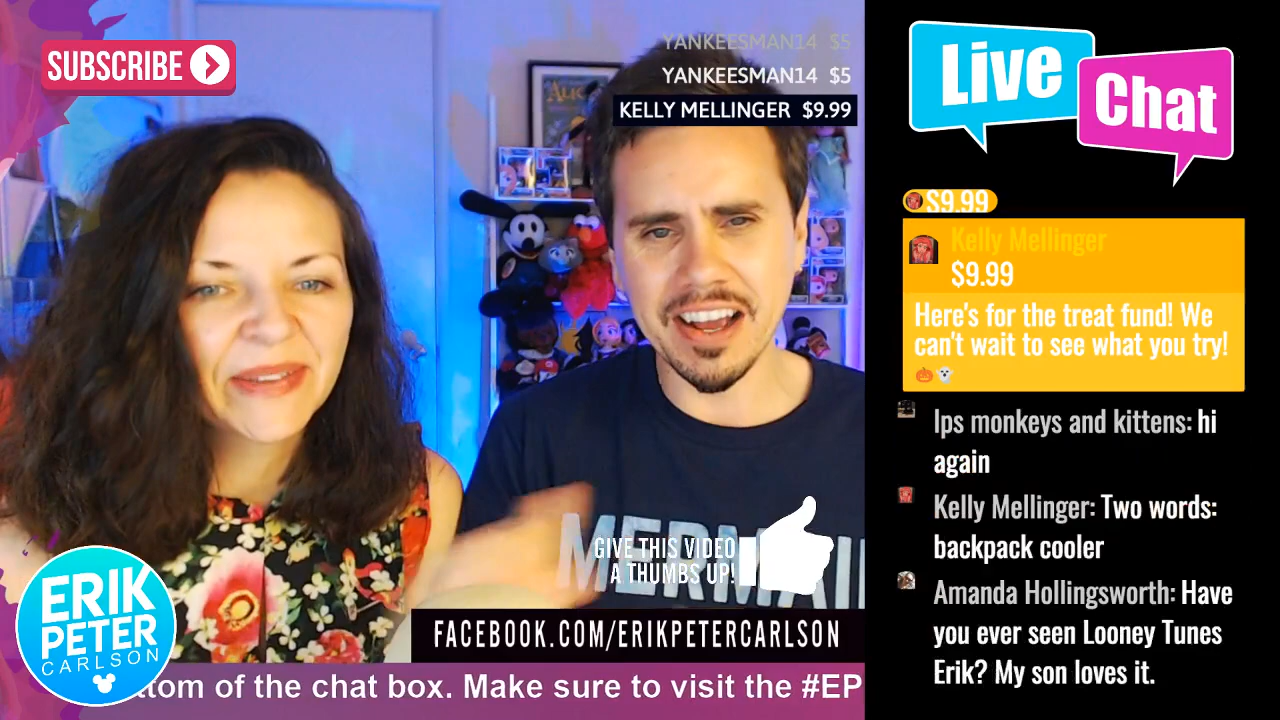 SUBSCRIBE
YANKEESMAN14 $5
YANKEESMAN14 $5
KELLY MELLINGER $9.99
Live
Chat
$9.99
Kelly Mellinger
$9.99
Here's for the treat fund! We
can't wait to see what you try!
🎃👻
lps monkeys and kittens: hi
again
Kelly Mellinger: Two words:
backpack cooler
Amanda Hollingsworth: Have
you ever seen Looney Tunes
Erik? My son loves it.
GIVE THIS VIDEO
A THUMBS UP!
ERIK
PETER
CARLSON
FACEBOOK.COM/ERIKPETERCARLSON
of the chat box. Make sure to visit the #EP